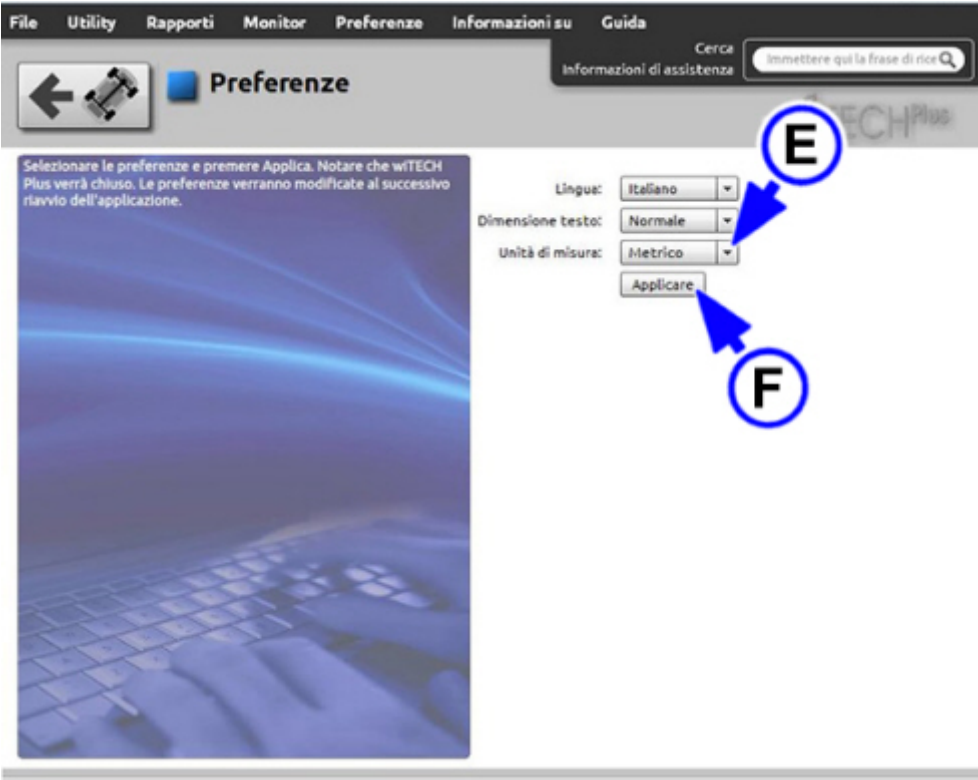 File Utility Rapporti Monitor Preferenze Informazioni su Guida
Cerca
Informazioni di assistenza
Immettere qui la frase di rice
Preferenze
TECH Plus
E
Selezionare le preferenze e premere Applica. Notare che wiTECH
Plus verrà chiuso. Le preferenze verranno modificate al successivo
riavvio dell'applicazione.
Lingua: Italiano
Dimensione testo: Normale
Unità di misura: Metrico
Applicare
F